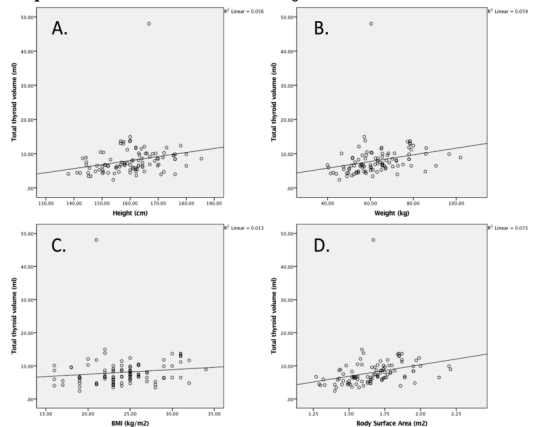 A.
R² Linear = 0.056
Total thyroid volume (ml)
50.00
40.00
30.00
20.00
10.00
.00
130.00 140.00 150.00 160.00 170.00 180.00 190.00
Height (cm)
B.
R² Linear = 0.059
Total thyroid volume (ml)
50.00
40.00
30.00
20.00
10.00
.00
40.00 60.00 80.00 100.00
Weight (kg)
C.
R² Linear = 0.013
Total thyroid volume (ml)
50.00
40.00
30.00
20.00
10.00
.00
15.00 20.00 25.00 30.00 35.00
BMI (kg/m2)
D.
R² Linear = 0.073
Total thyroid volume (ml)
50.00
40.00
30.00
20.00
10.00
.00
1.25 1.50 1.75 2.00 2.25
Body Surface Area (m2)